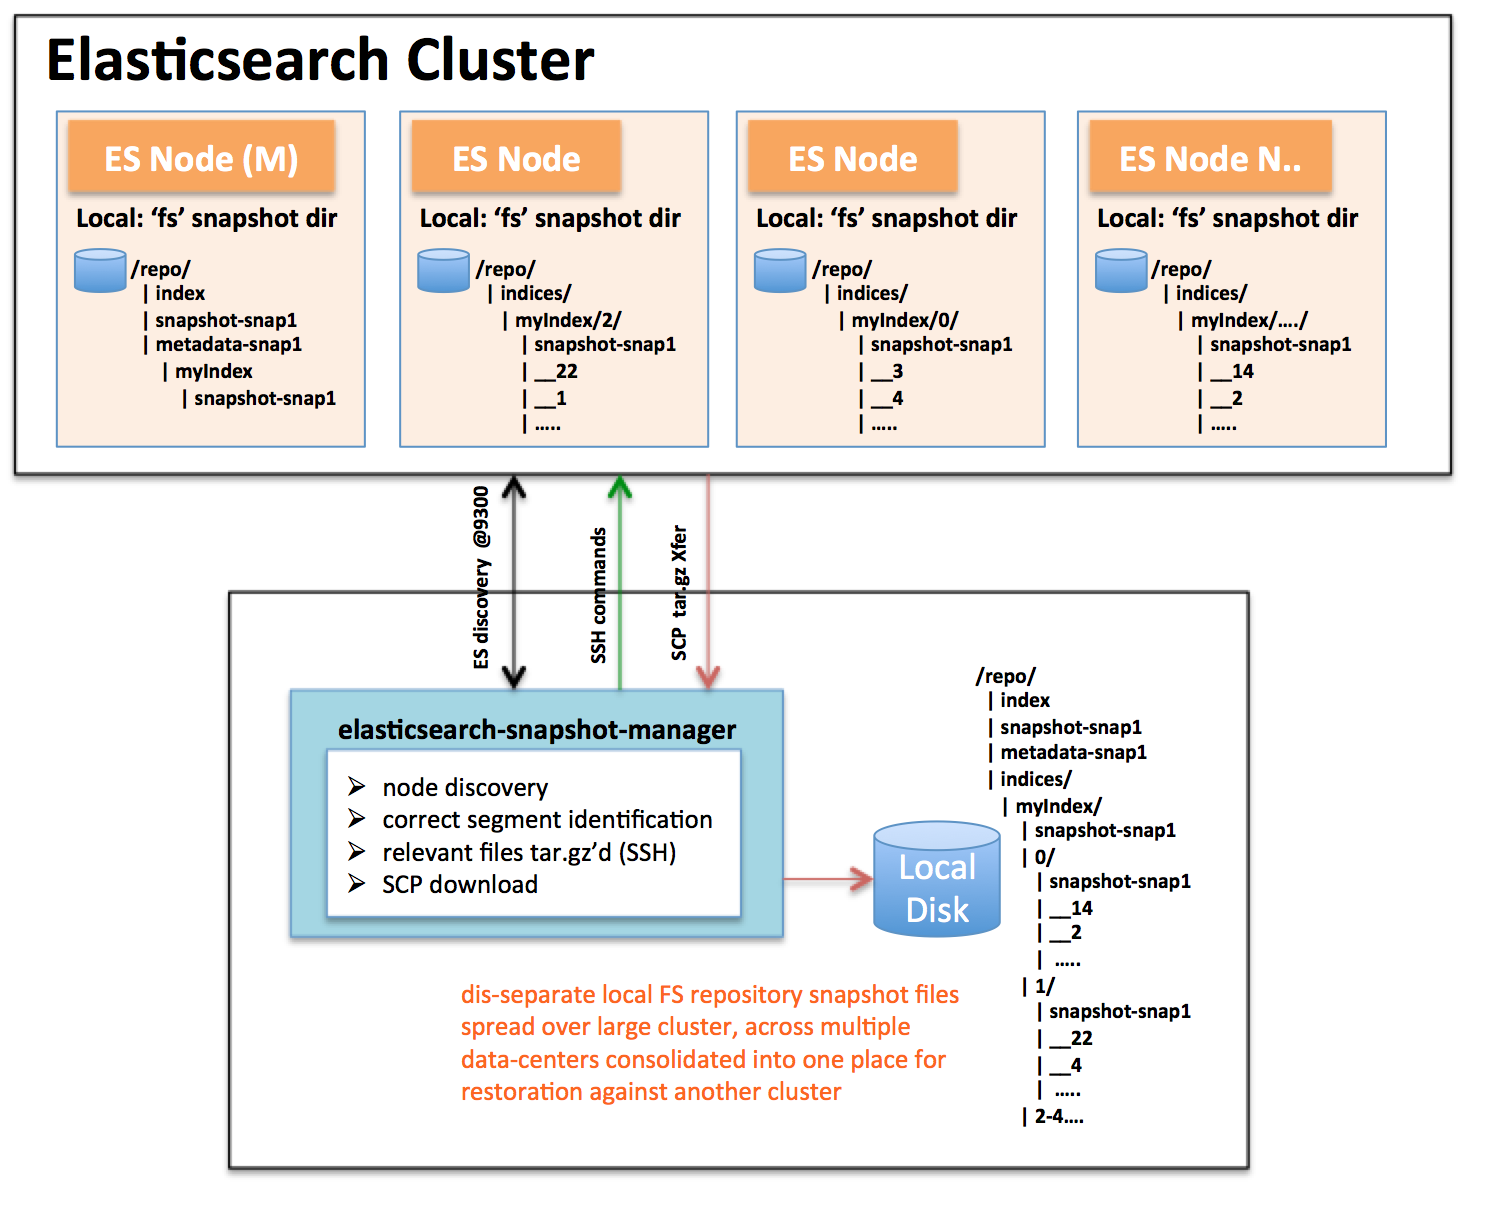 Elasticsearch Cluster
ES Node (M)
Local: ‘fs’ snapshot dir
/repo/
| index
| snapshot-snap1
| metadata-snap1
| myIndex
| snapshot-snap1
ES Node
Local: ‘fs’ snapshot dir
/repo/
| indices/
| myIndex/2/
| snapshot-snap1
| __22
| __1
| …..
ES Node
Local: ‘fs’ snapshot dir
/repo/
| indices/
| myIndex/0/
| snapshot-snap1
| __3
| __4
| …..
ES Node N..
Local: ‘fs’ snapshot dir
/repo/
| indices/
| myIndex/…./
| snapshot-snap1
| __14
| __2
| …..
ES discovery @9300
SSH commands
SCP tar.gz Xfer
elasticsearch-snapshot-manager
➢ node discovery
➢ correct segment identification
➢ relevant files tar.gz’d (SSH)
➢ SCP download
Local
Disk
/repo/
| index
| snapshot-snap1
| metadata-snap1
| indices/
| myIndex/
| snapshot-snap1
| 0/
| snapshot-snap1
| __14
| __2
| …..
| 1/
| snapshot-snap1
| __22
| __4
| …..
| 2-4….
dis-separate local FS repository snapshot files
spread over large cluster, across multiple
data-centers consolidated into one place for
restoration against another cluster